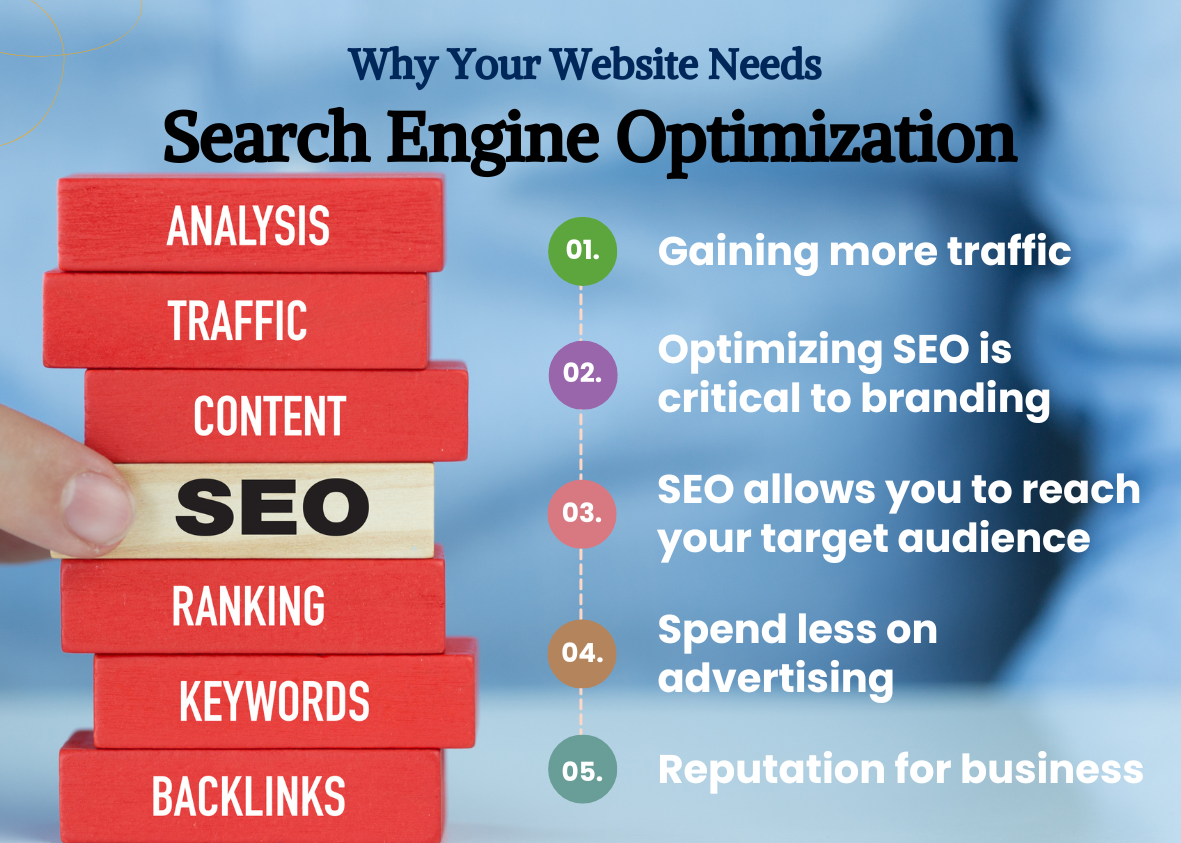 Why Your Website Needs
Search Engine Optimization
ANALYSIS
TRAFFIC
CONTENT
SEO
RANKING
KEYWORDS
BACKLINKS
01.
Gaining more traffic
02.
Optimizing SEO is
critical to branding
03.
SEO allows you to reach
your target audience
04.
Spend less on
advertising
05.
Reputation for business